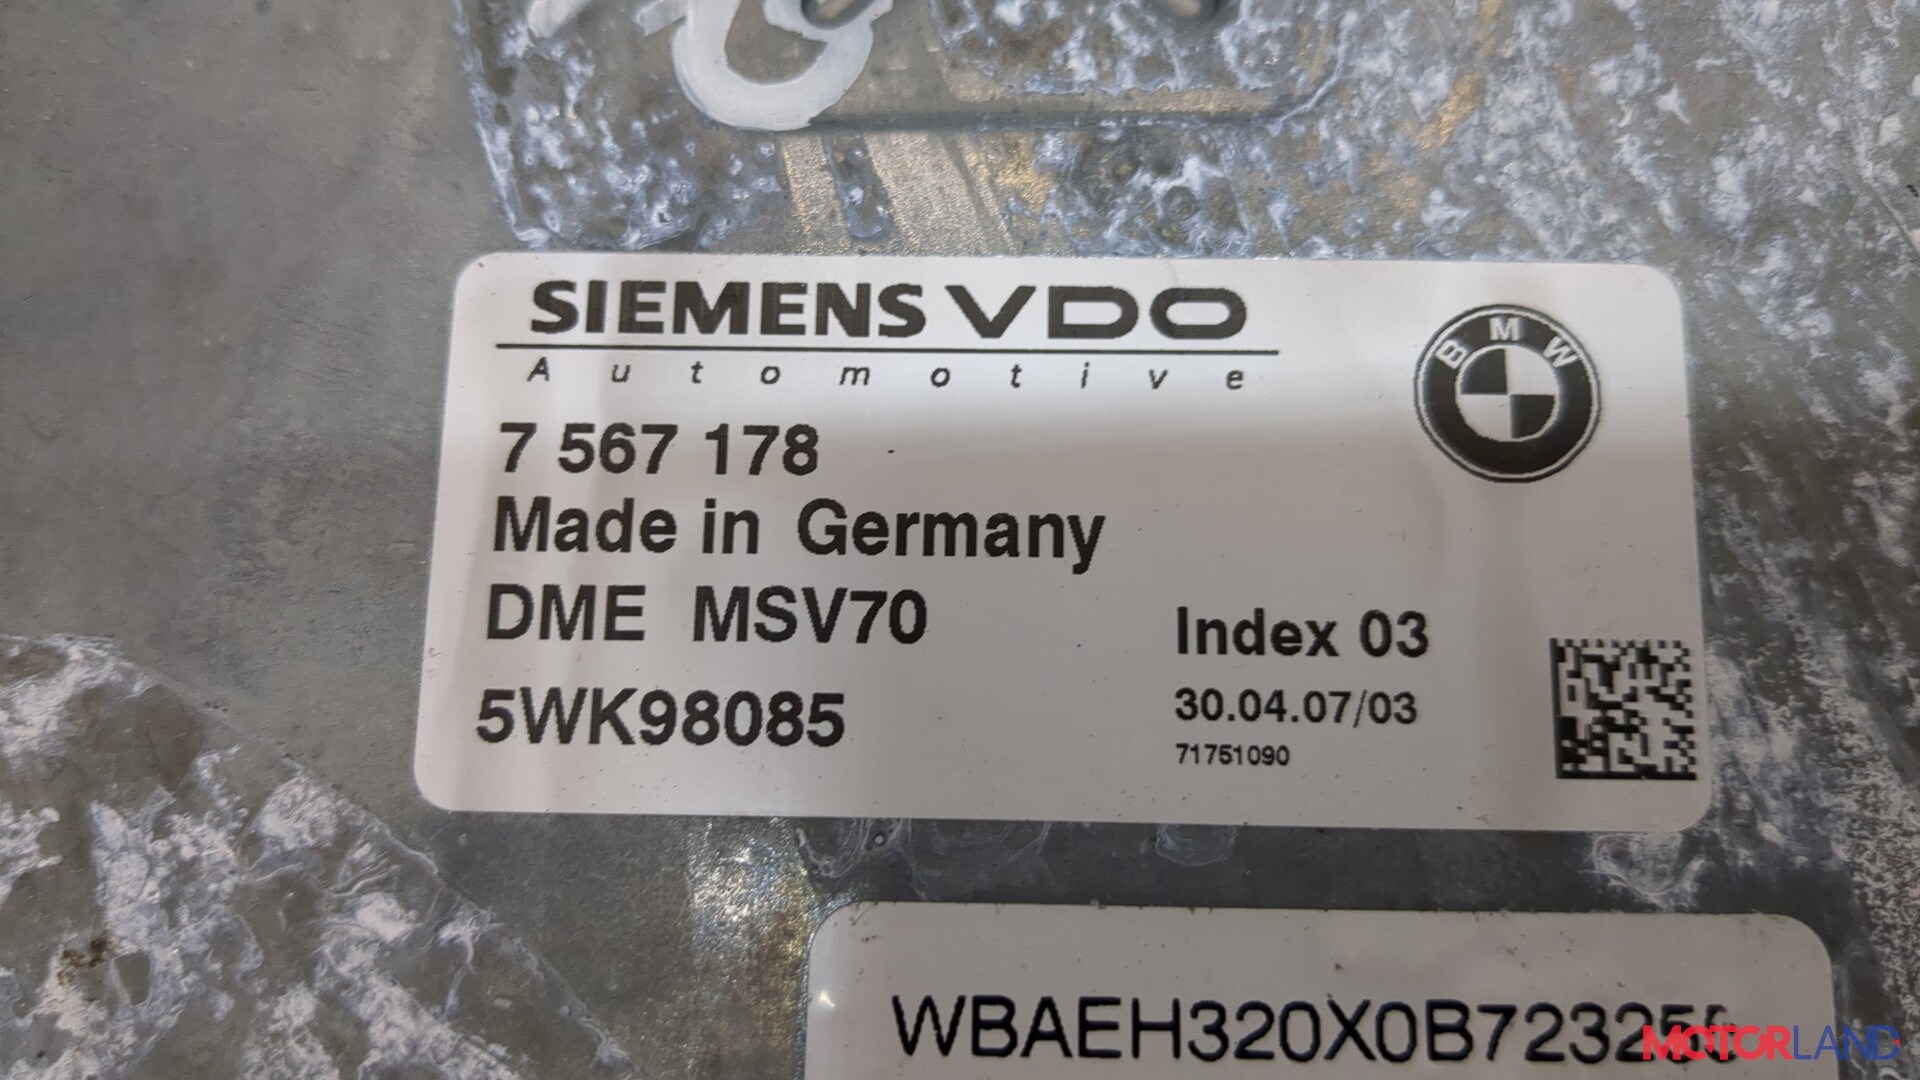 SIEMENS VDO
Automotive
BMW
7 567 178
Made in Germany
DME MSV70
Index 03
5WK98085
30.04.07/03
71751090
MOTORLAND